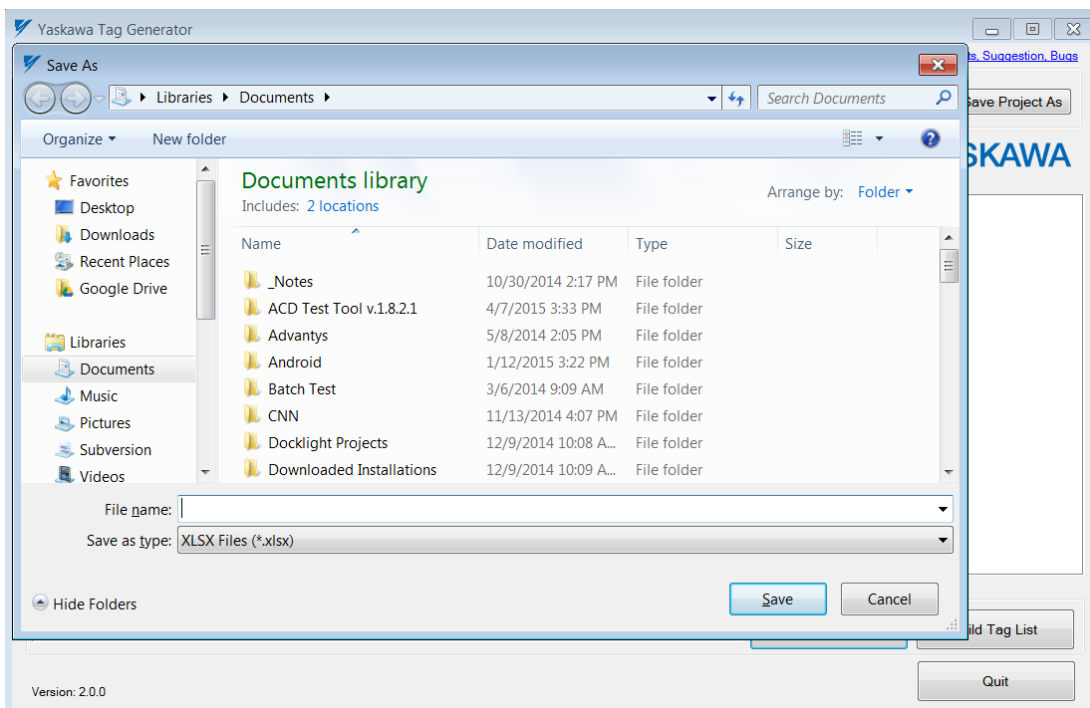 Yaskawa Tag Generator
Save As
Libraries Documents
Search Documents
Organize New folder
Favorites
Desktop
Downloads
Recent Places
Google Drive
Libraries
Documents
Music
Pictures
Subversion
Videos
Documents library
Includes: 2 locations
Arrange by: Folder
Name Date modified Type Size
_Notes 10/30/2014 2:17 PM File folder
ACD Test Tool v.1.8.2.1 4/7/2015 3:33 PM File folder
Advantys 5/8/2014 2:05 PM File folder
Android 1/12/2015 3:22 PM File folder
Batch Test 3/6/2014 9:09 AM File folder
CNN 11/13/2014 4:07 PM File folder
Docklight Projects 12/9/2014 10:08 A... File folder
Downloaded Installations 12/9/2014 10:09 A... File folder
File name:
Save as type: XLSX Files (*.xlsx)
Hide Folders
Save Cancel
ts, Suggestion, Bugs
Save Project As
SKAWA
ild Tag List
Quit
Version: 2.0.0